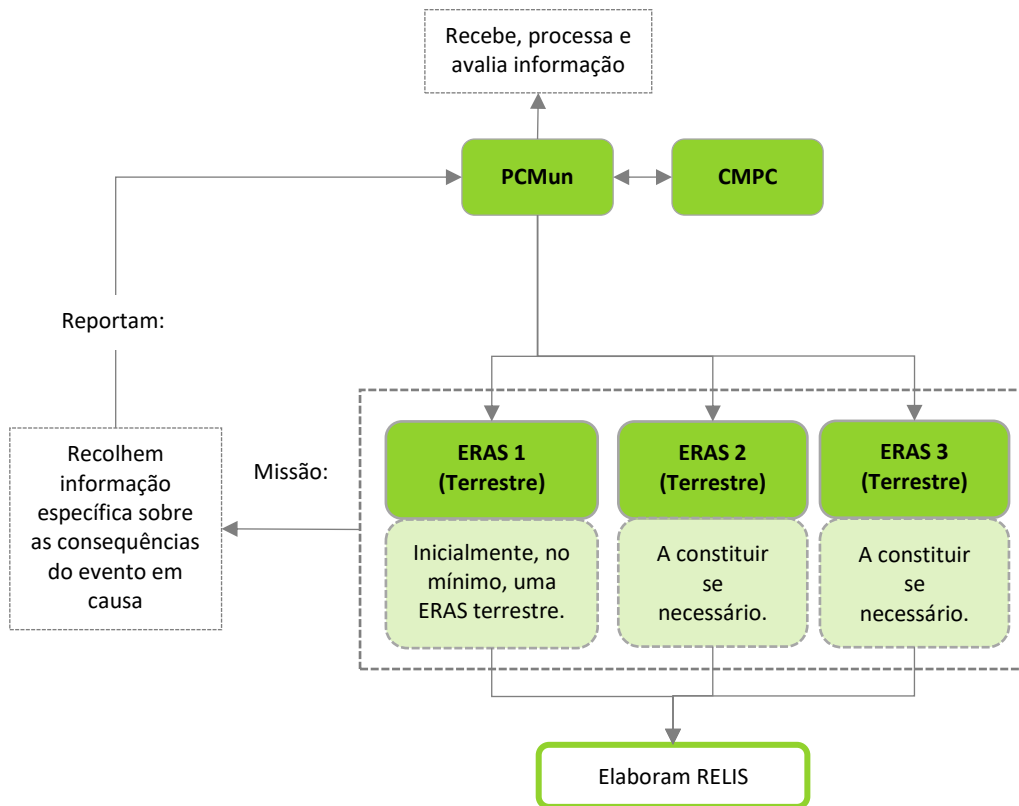 Recebe, processa e
avalia informação
PCMun
CMPC
Reportam:
Recolhem
informação
específica sobre
as consequências
do evento em
causa
Missão:
ERAS 1
(Terrestre)
Inicialmente, no
mínimo, uma
ERAS terrestre.
ERAS 2
(Terrestre)
A constituir
se
necessário.
ERAS 3
(Terrestre)
A constituir
se
necessário.
Elaboram RELIS